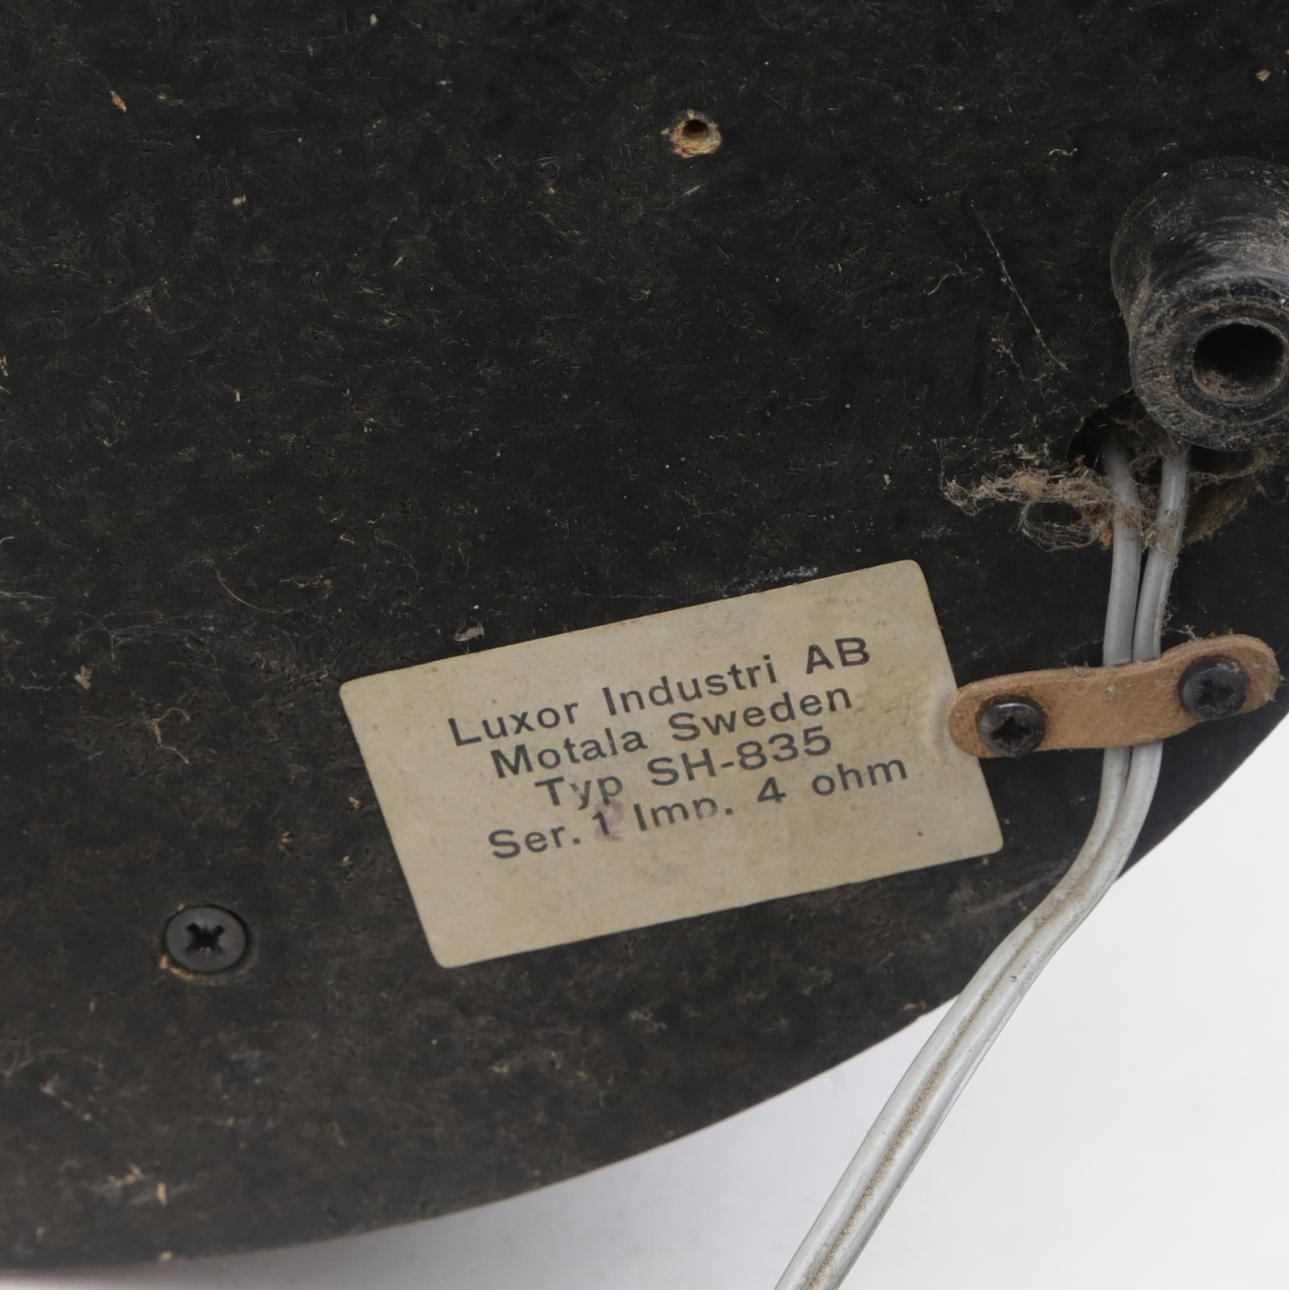 Luxor Industri AB
Motala Sweden
Typ SH-835
Ser. 1 Imp. 4 ohm